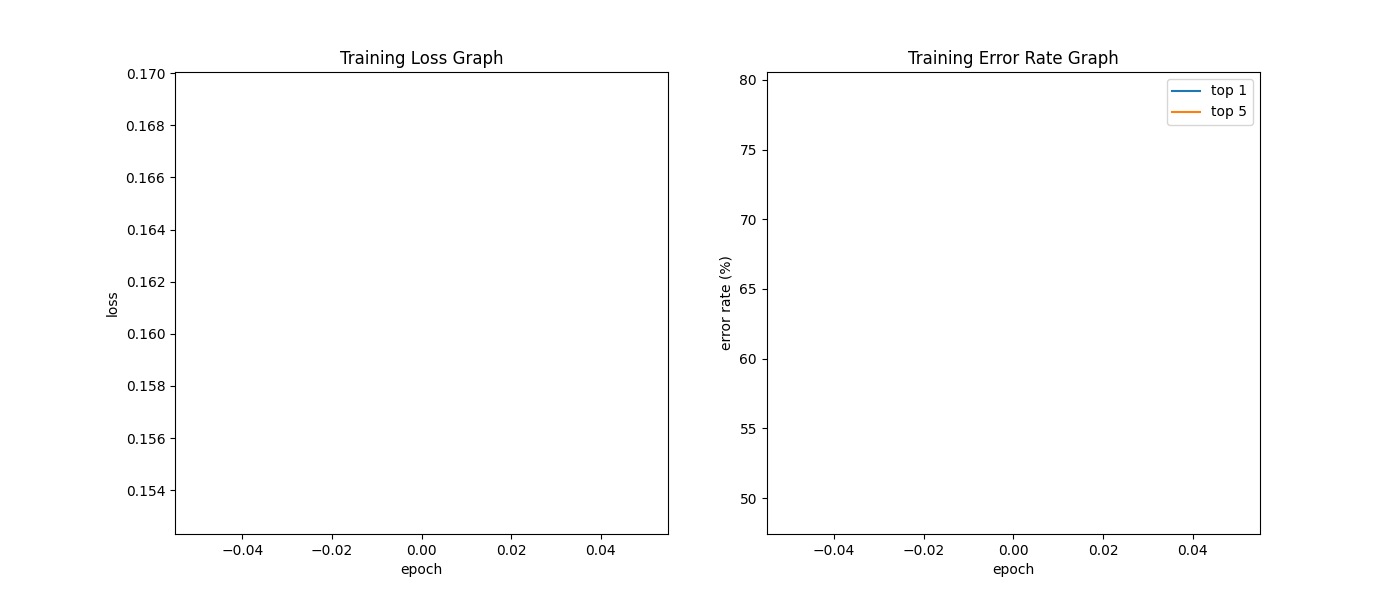 Training Loss Graph
0.170
0.168
0.166
0.164
0.162
0.160
0.158
0.156
0.154
loss
−0.04 −0.02 0.00 0.02 0.04
epoch
Training Error Rate Graph
80
75
70
65
60
55
50
error rate (%)
top 1
top 5
−0.04 −0.02 0.00 0.02 0.04
epoch